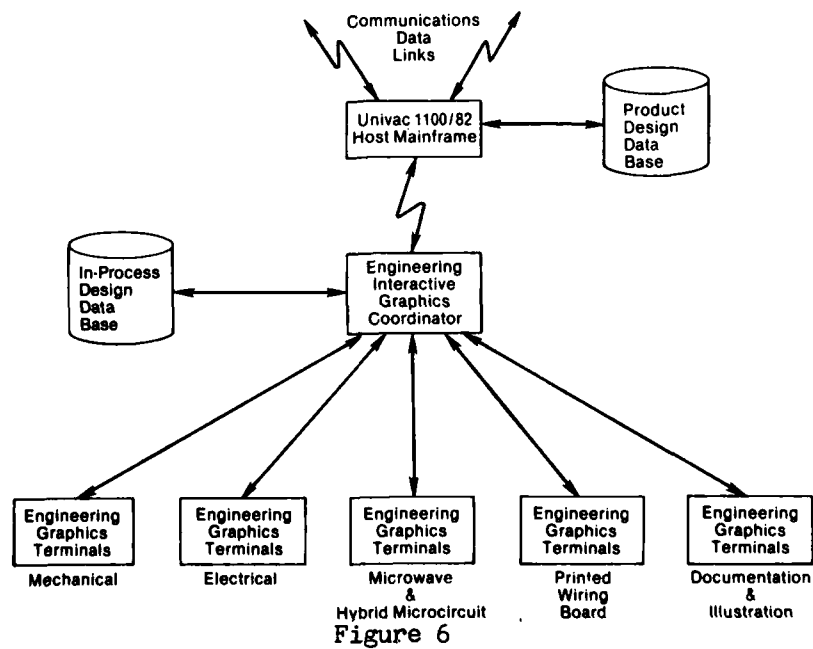 Communications
Data
Links
Univac 1100/82
Host Mainframe
Product
Design
Data
Base
In-Process
Design
Data
Base
Engineering
Interactive
Graphics
Coordinator
Engineering
Graphics
Terminals
Mechanical
Engineering
Graphics
Terminals
Electrical
Engineering
Graphics
Terminals
Microwave
&
Hybrid Microcircuit
Engineering
Graphics
Terminals
Printed
Wiring
Board
Engineering
Graphics
Terminals
Documentation
&
Illustration
Figure 6